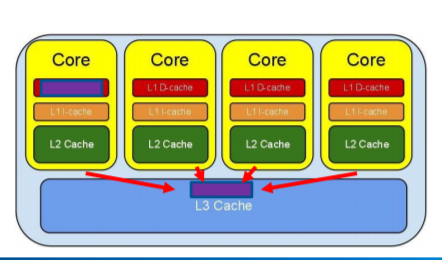 Core Core Core Core
L1 D-cache L1 D-cache L1 D-cache
L1 I-cache L1 I-cache L1 I-cache L1 I-cache
L2 Cache L2 Cache L2 Cache L2 Cache
L3 Cache